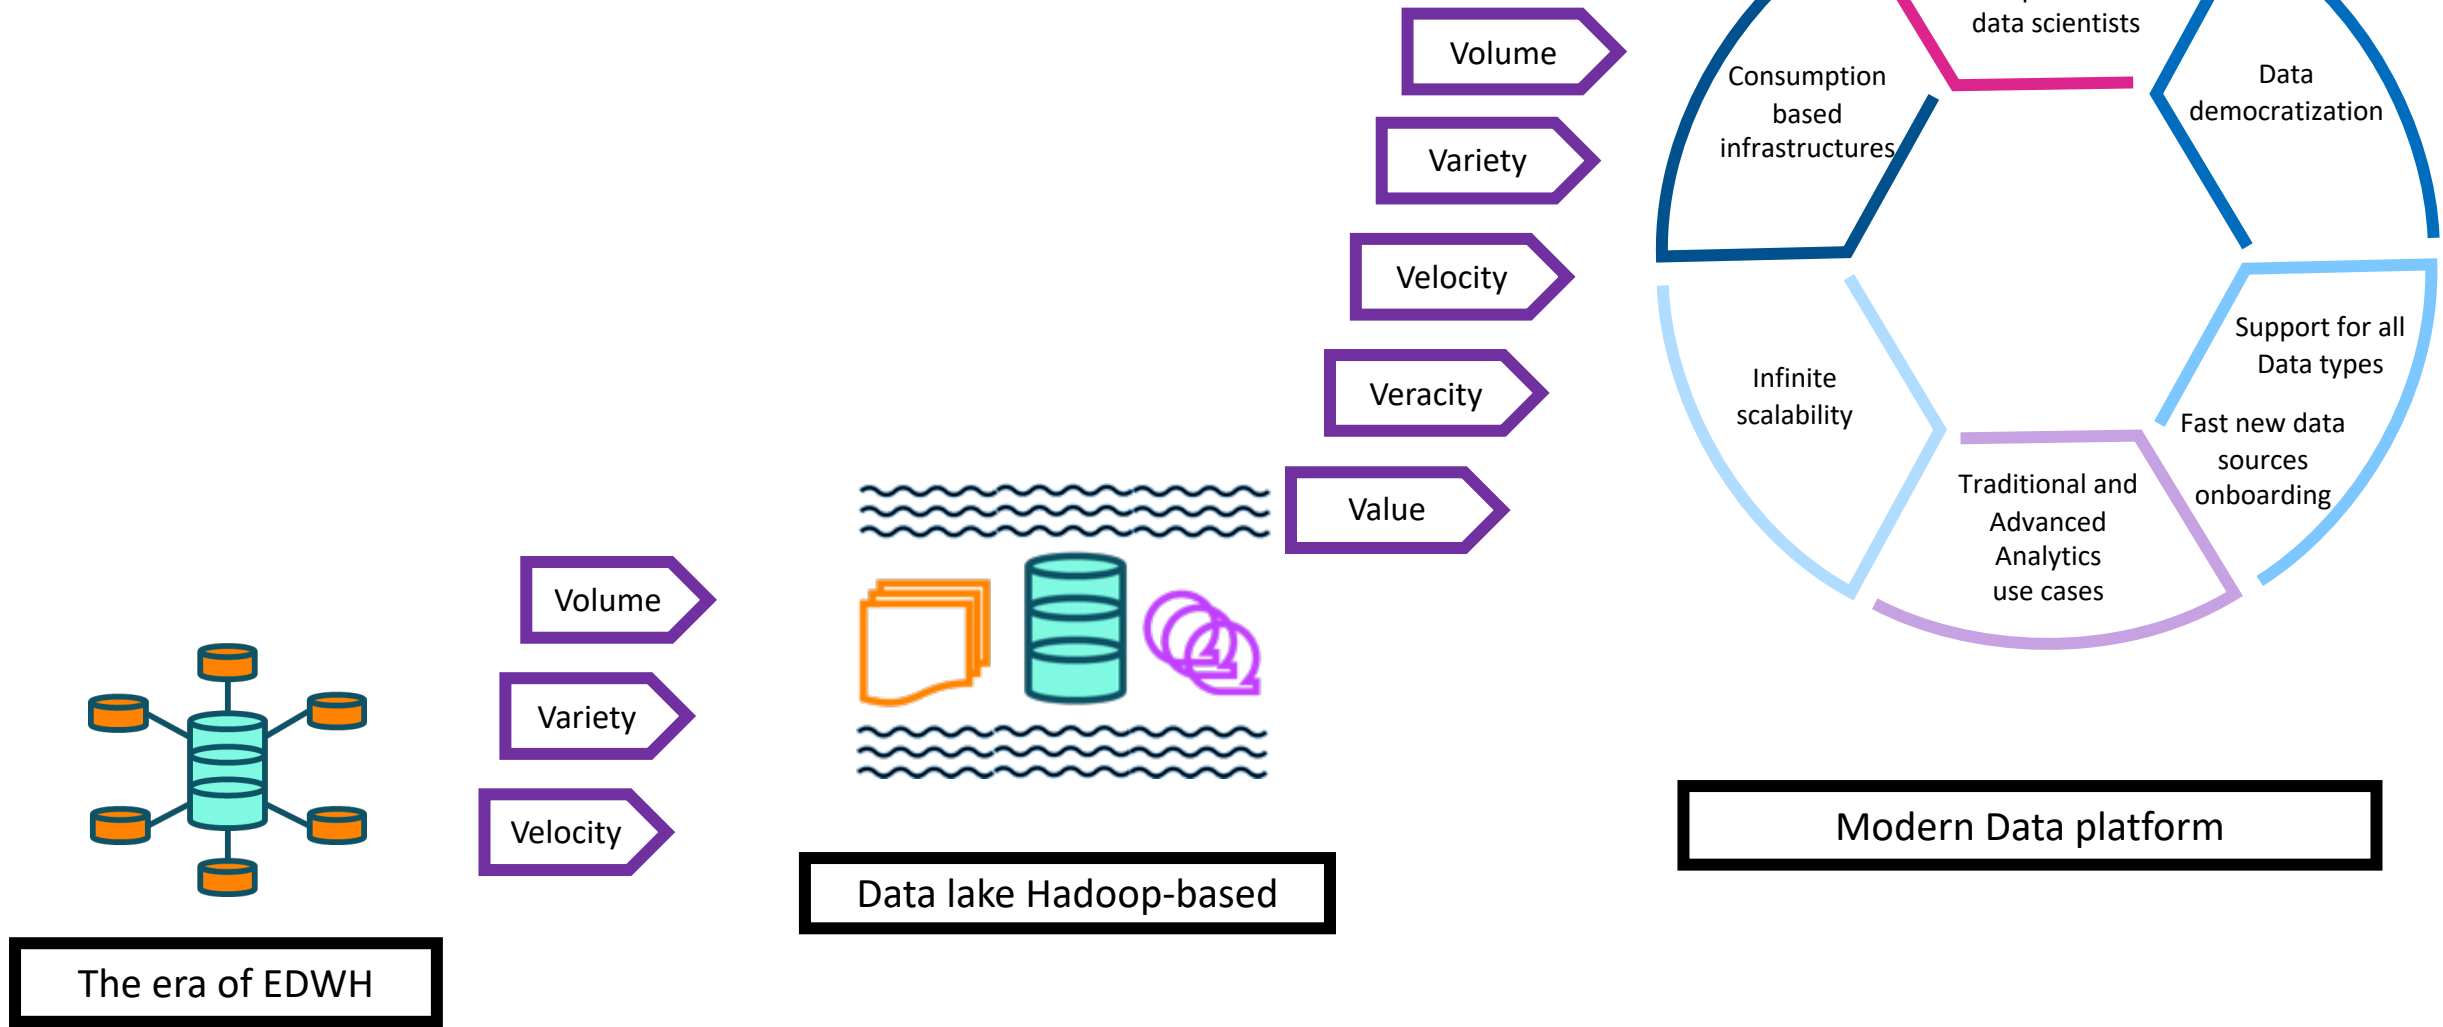 The era of EDWH
Volume
Variety
Velocity
Data lake Hadoop-based
Volume
Variety
Velocity
Veracity
Value
data scientists
Consumption
based
infrastructures
Data
democratization
Support for all
Data types
Fast new data
sources
onboarding
Infinite
scalability
Traditional and
Advanced
Analytics
use cases
Modern Data platform